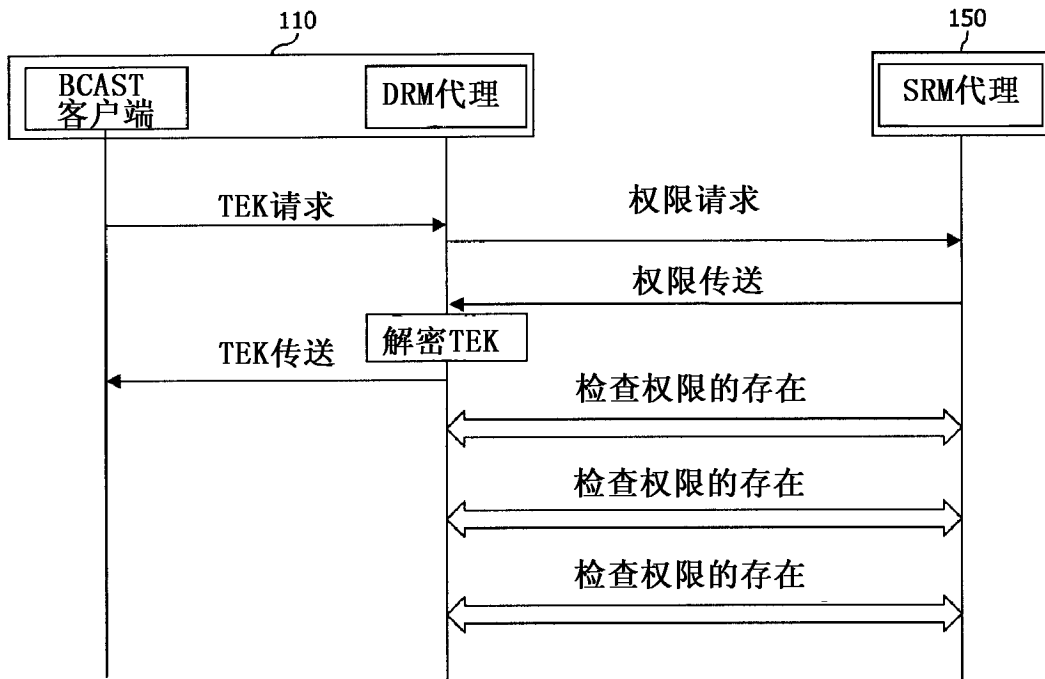 110
150
BCAST
客户端
DRM代理
SRM代理
TEK请求
权限请求
权限传送
解密TEK
TEK传送
检查权限的存在
检查权限的存在
检查权限的存在